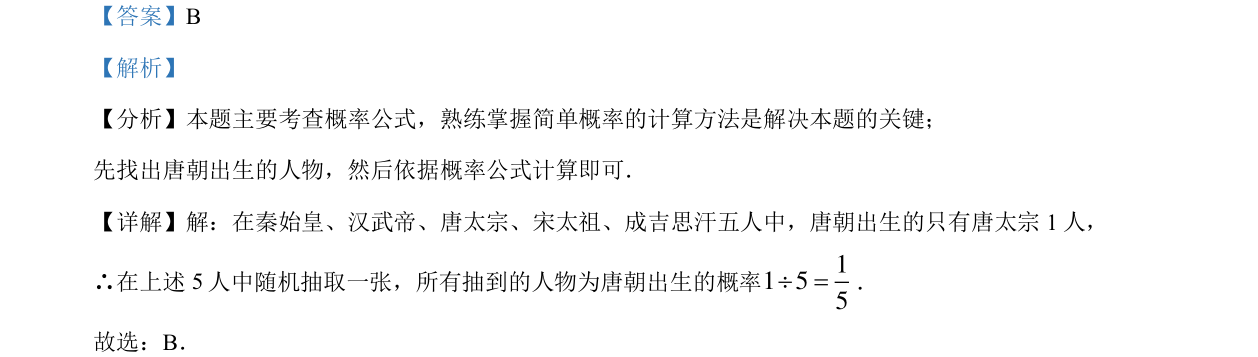 【答案】B
【解析】
【分析】本题主要考查概率公式，熟练掌握简单概率的计算方法是解决本题的关键；
先找出唐朝出生的人物，然后依据概率公式计算即可．
【详解】解：在秦始皇、汉武帝、唐太宗、宋太祖、成吉思汗五人中，唐朝出生的只有唐太宗 1 人，
∴在上述 5 人中随机抽取一张，所有抽到的人物为唐朝出生的概率1÷5=1/5．
故选：B．